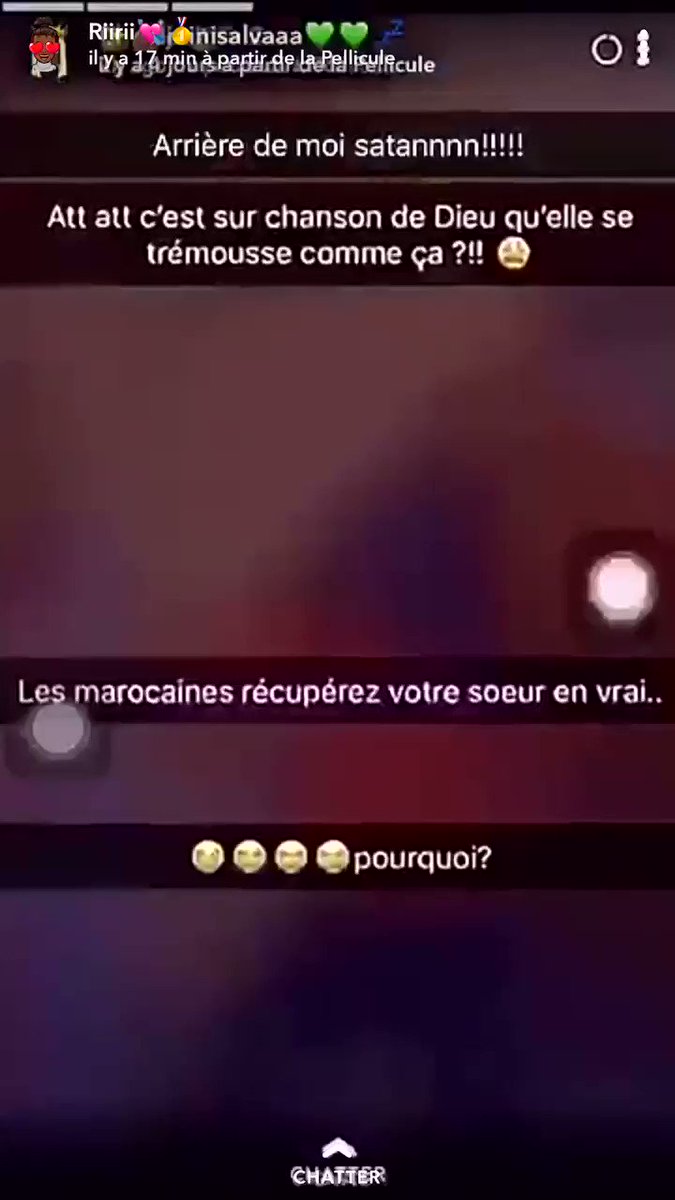 Riirii💘🥇
il y a 17 min à partir de la Pellicule
Arrière de moi satannnn!!!!!
Att att c'est sur chanson de Dieu qu'elle se
trémousse comme ça ?!! 😩
Les marocaines récupérez votre soeur en vrai..
😂😂😂😂pourquoi?
CHATTER